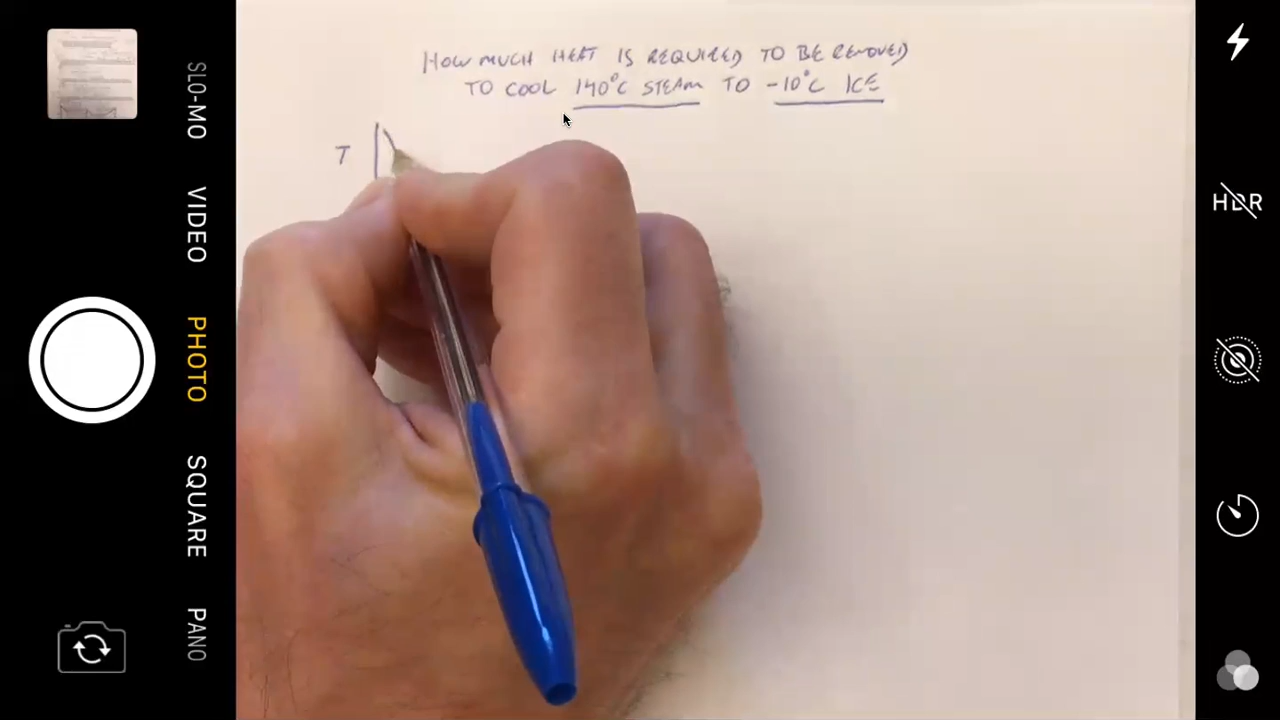 HOW MUCH HEAT IS REQUIRED TO BE REMOVED
TO COOL 140°C STEAM TO -10°C ICE
T
SLO-MO
VIDEO
PHOTO
SQUARE
PANO
HDR